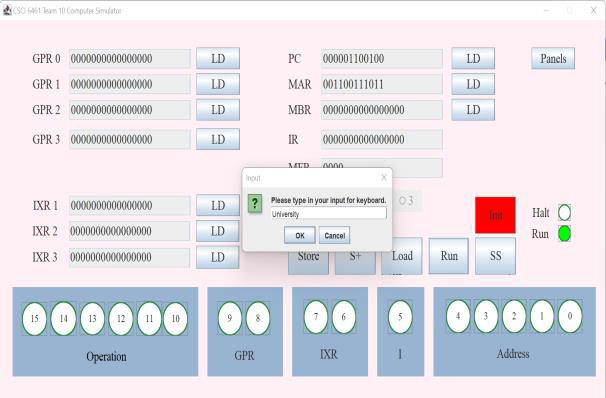 CSCI 6461 Team 10 Computer Simulator
GPR 0 0000000000000000 LD PC 000001100100 LD Panels
GPR 1 0000000000000000 LD MAR 001100111011 LD
GPR 2 0000000000000000 LD MBR 0000000000000000 LD
GPR 3 0000000000000000 LD IR 0000000000000000
MFR 0000
Input
Please type in your input for keyboard.
University
OK Cancel
3
IXR 1 0000000000000000 LD Init Halt
IXR 2 0000000000000000 LD Run
IXR 3 0000000000000000 LD Store S+ Load Run SS
15 14 13 12 11 10 9 8 7 6 5 4 3 2 1 0
Operation GPR IXR I Address